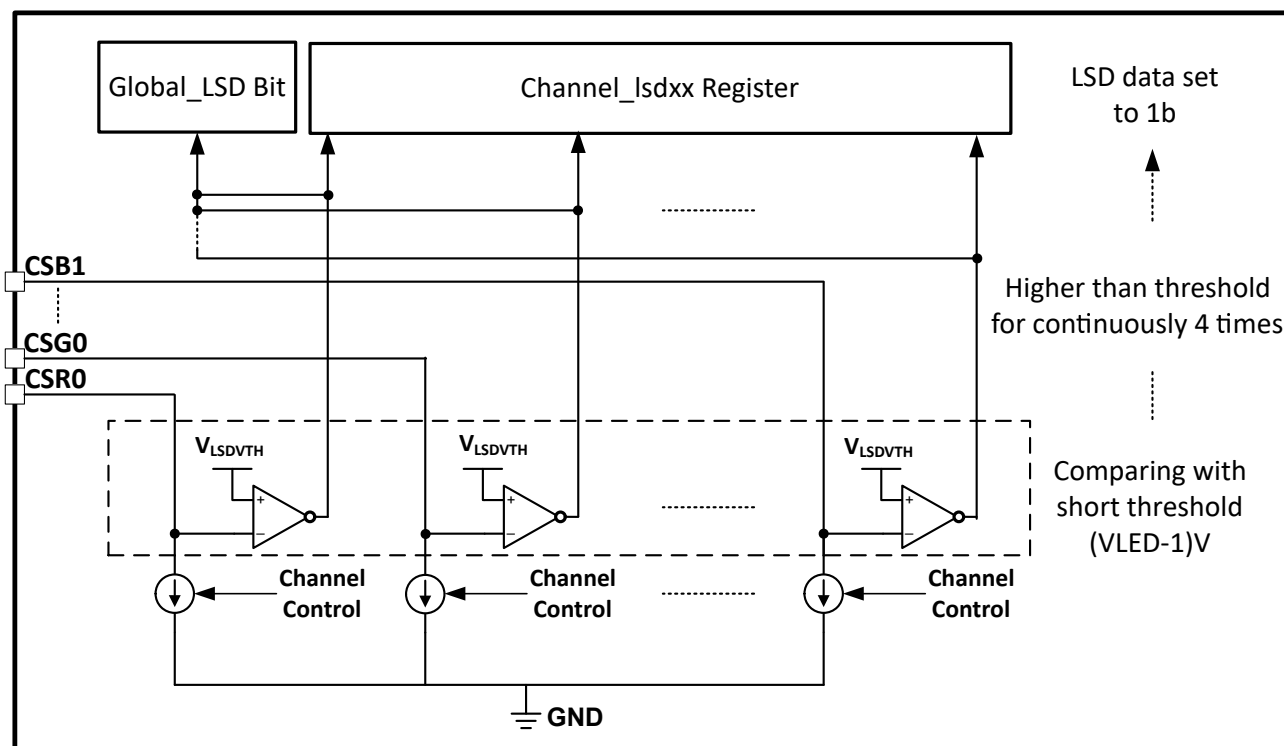 Global_LSD Bit
Channel_lsdxx Register
LSD data set
to 1b
CSB1
Higher than threshold
for continuously 4 times
CSG0
CSR0
VLSDVTH
VLSDVTH
VLSDVTH
+
+
+
−
−
−
Comparing with
short threshold
(VLED-1)V
Channel
Control
Channel
Control
Channel
Control
GND